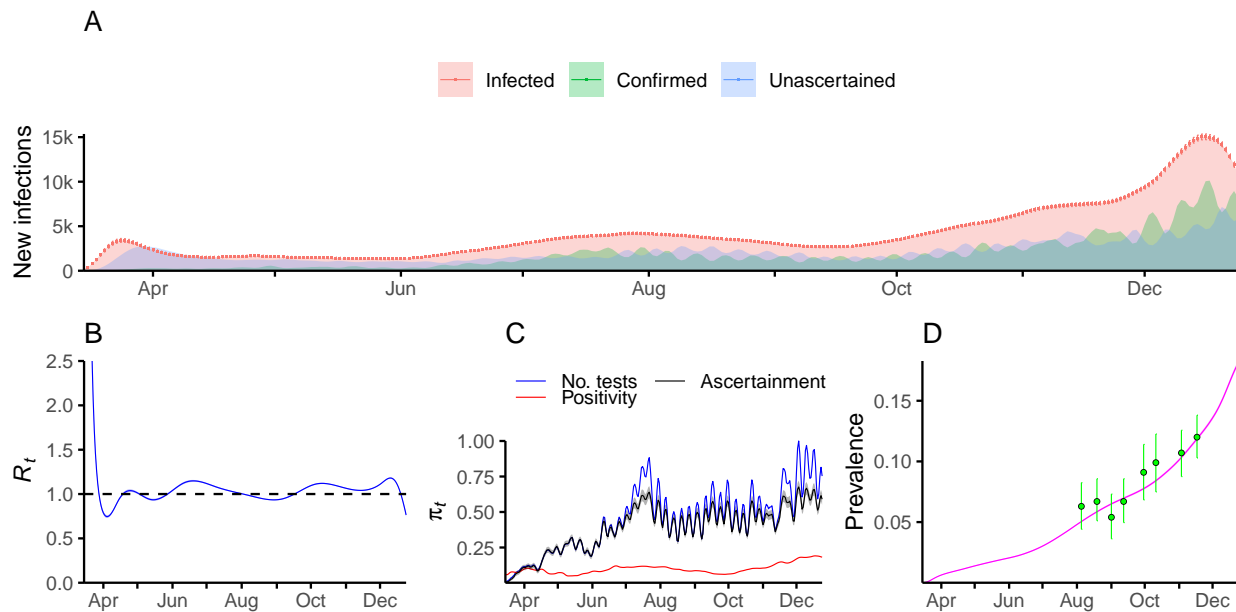 A
Infected Confirmed Unascertained
New infections
15k
10k
5k
0
Apr Jun Aug Oct Dec
B
R_t
2.5
2.0
1.5
1.0
0.5
0.0
Apr Jun Aug Oct Dec
C
No. tests Ascertainment
Positivity
π_t
1.00
0.75
0.50
0.25
Apr Jun Aug Oct Dec
D
Prevalence
0.15
0.10
0.05
Apr Jun Aug Oct Dec